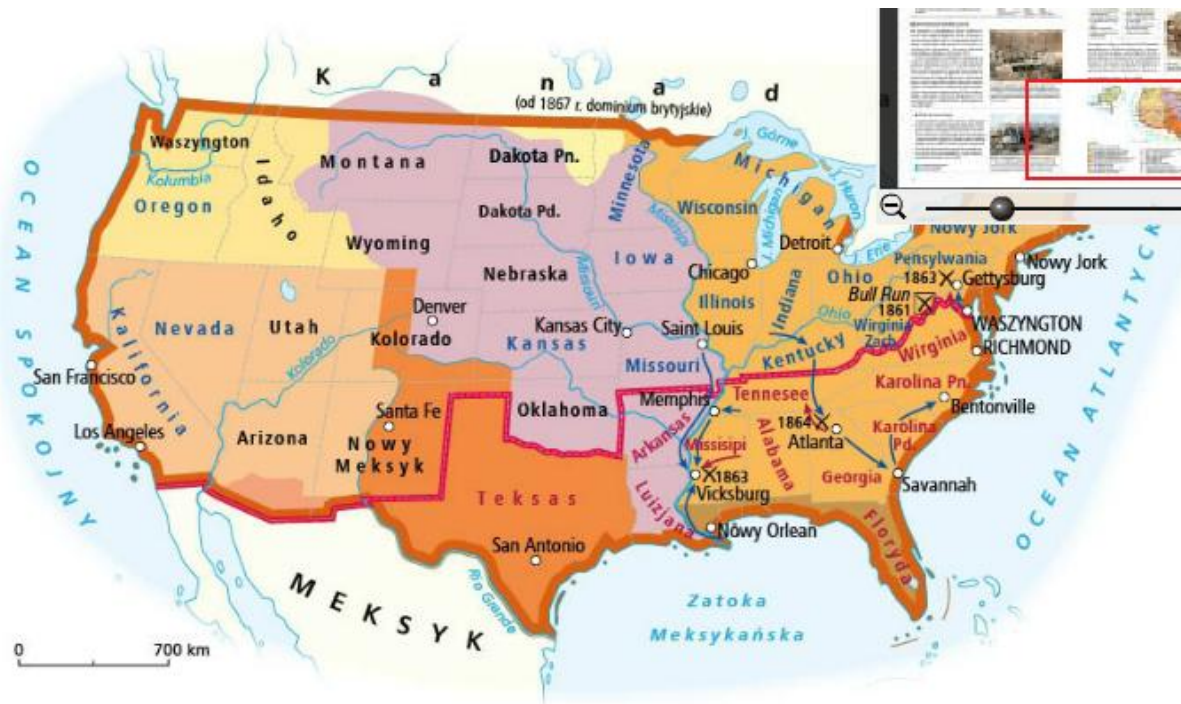 K a n a d a
(od 1867 r. dominium brytyjskie)
Waszyngton
Kolumbia
Oregon
Idaho
Montana
Dakota Pn.
Dakota Pd.
Minnesota
Wyoming
Nebraska
Iowa
Wisconsin
Michigan
J. Górne
J. Huron
J. Michigan
J. Erie
Detroit
Chicago
Nowy Jork
Pensylwania
Nowy Jork
1863 Gettysburg
Bull Run
1861
WASZYNGTON
RICHMOND
Missisipi
Missouri
Illinois
Indiana
Ohio
Ohio
Wirginia
Zach.
Wirginia
Kentucky
Saint Louis
Kansas City
Kansas
Missouri
Denver
Kolorado
Kolorado
Utah
Nevada
Kalifornia
San Francisco
Los Angeles
Arizona
Santa Fe
Nowy
Meksyk
Oklahoma
Memphis
Tennesee
Karolina Pn.
Bentonville
Karolina
Pd.
1864
Atlanta
Arkansas
Missisipi
Alabama
Georgia
Savannah
1863
Vicksburg
Luizjana
Nowy Orlean
Floryda
Teksas
San Antonio
Rio Grande
MEKSYK
Zatoka
Meksykańska
OCEAN SPOKOJNY
OCEAN ATLANTYCKI
0 700 km